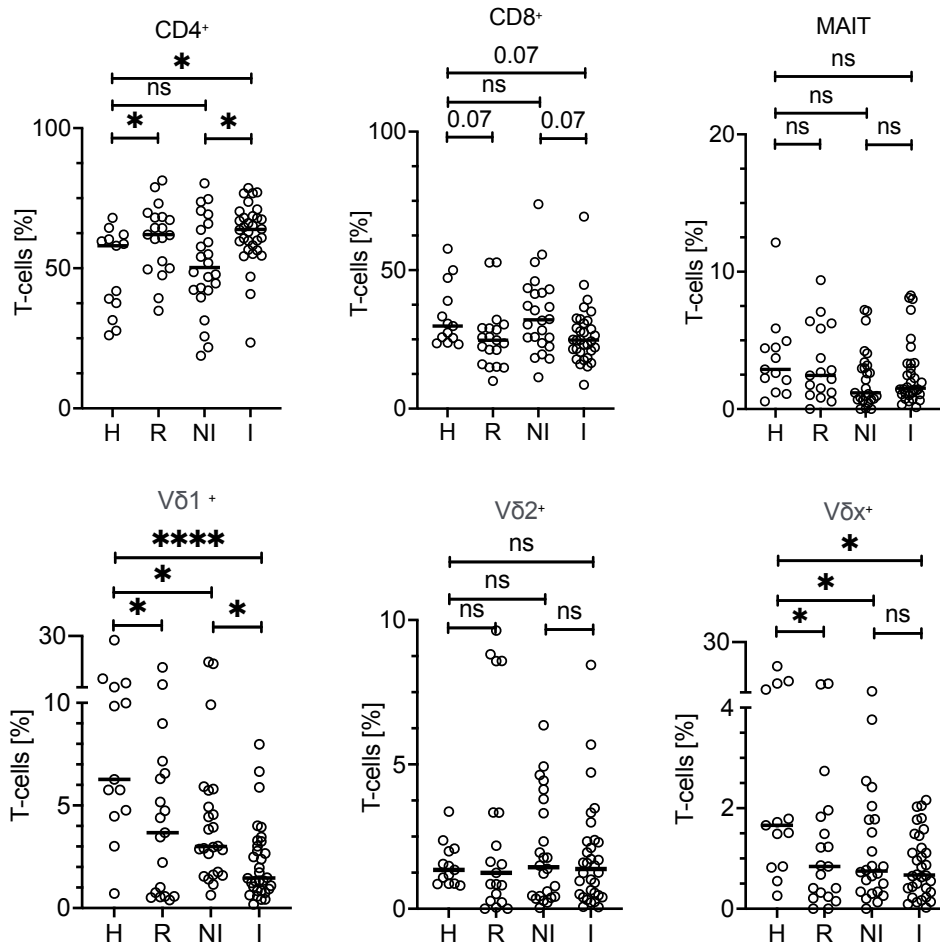 CD4⁺
*
ns
*
*
100
50
0
T-cells [%]
H R NI I
CD8⁺
0.07
ns
0.07
0.07
100
50
0
T-cells [%]
H R NI I
MAIT
ns
ns
ns
ns
20
10
0
T-cells [%]
H R NI I
Vδ1 ⁺
****
*
*
*
30
10
5
0
T-cells [%]
H R NI I
Vδ2⁺
ns
ns
ns
ns
10
5
0
T-cells [%]
H R NI I
Vδx⁺
*
*
*
ns
30
4
2
0
T-cells [%]
H R NI I